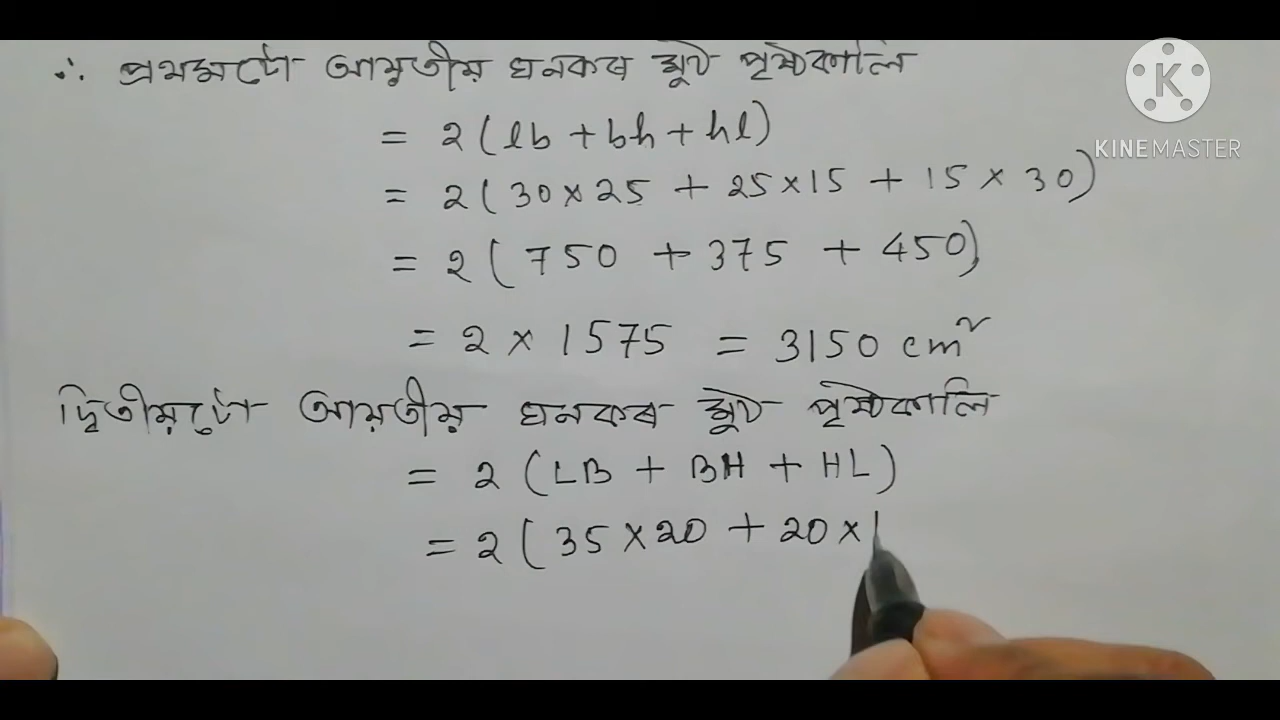 ∴ প্ৰথমটো আয়তীয় ঘনকৰ মুঠ পৃষ্ঠকালি
= 2(lb + bh + hl)
= 2(30×25 + 25×15 + 15×30)
= 2(750 + 375 + 450)
= 2 × 1575 = 3150 cm²
দ্বিতীয়টো আয়তীয় ঘনকৰ মুঠ পৃষ্ঠকালি
= 2 (LB + BH + HL)
= 2 ( 35×20 + 20×1
K
KINEMASTER